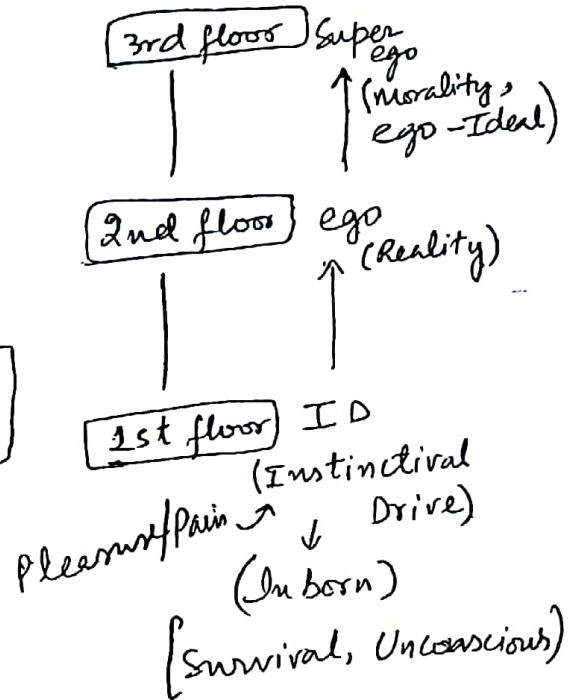 3rd floor Super
ego
(Morality,
ego-Ideal)
2nd floor ego
(Reality)
1st floor ID
(Instinctival
Pleasure/Pain Drive)
(In born)
[Survival, Unconscious)